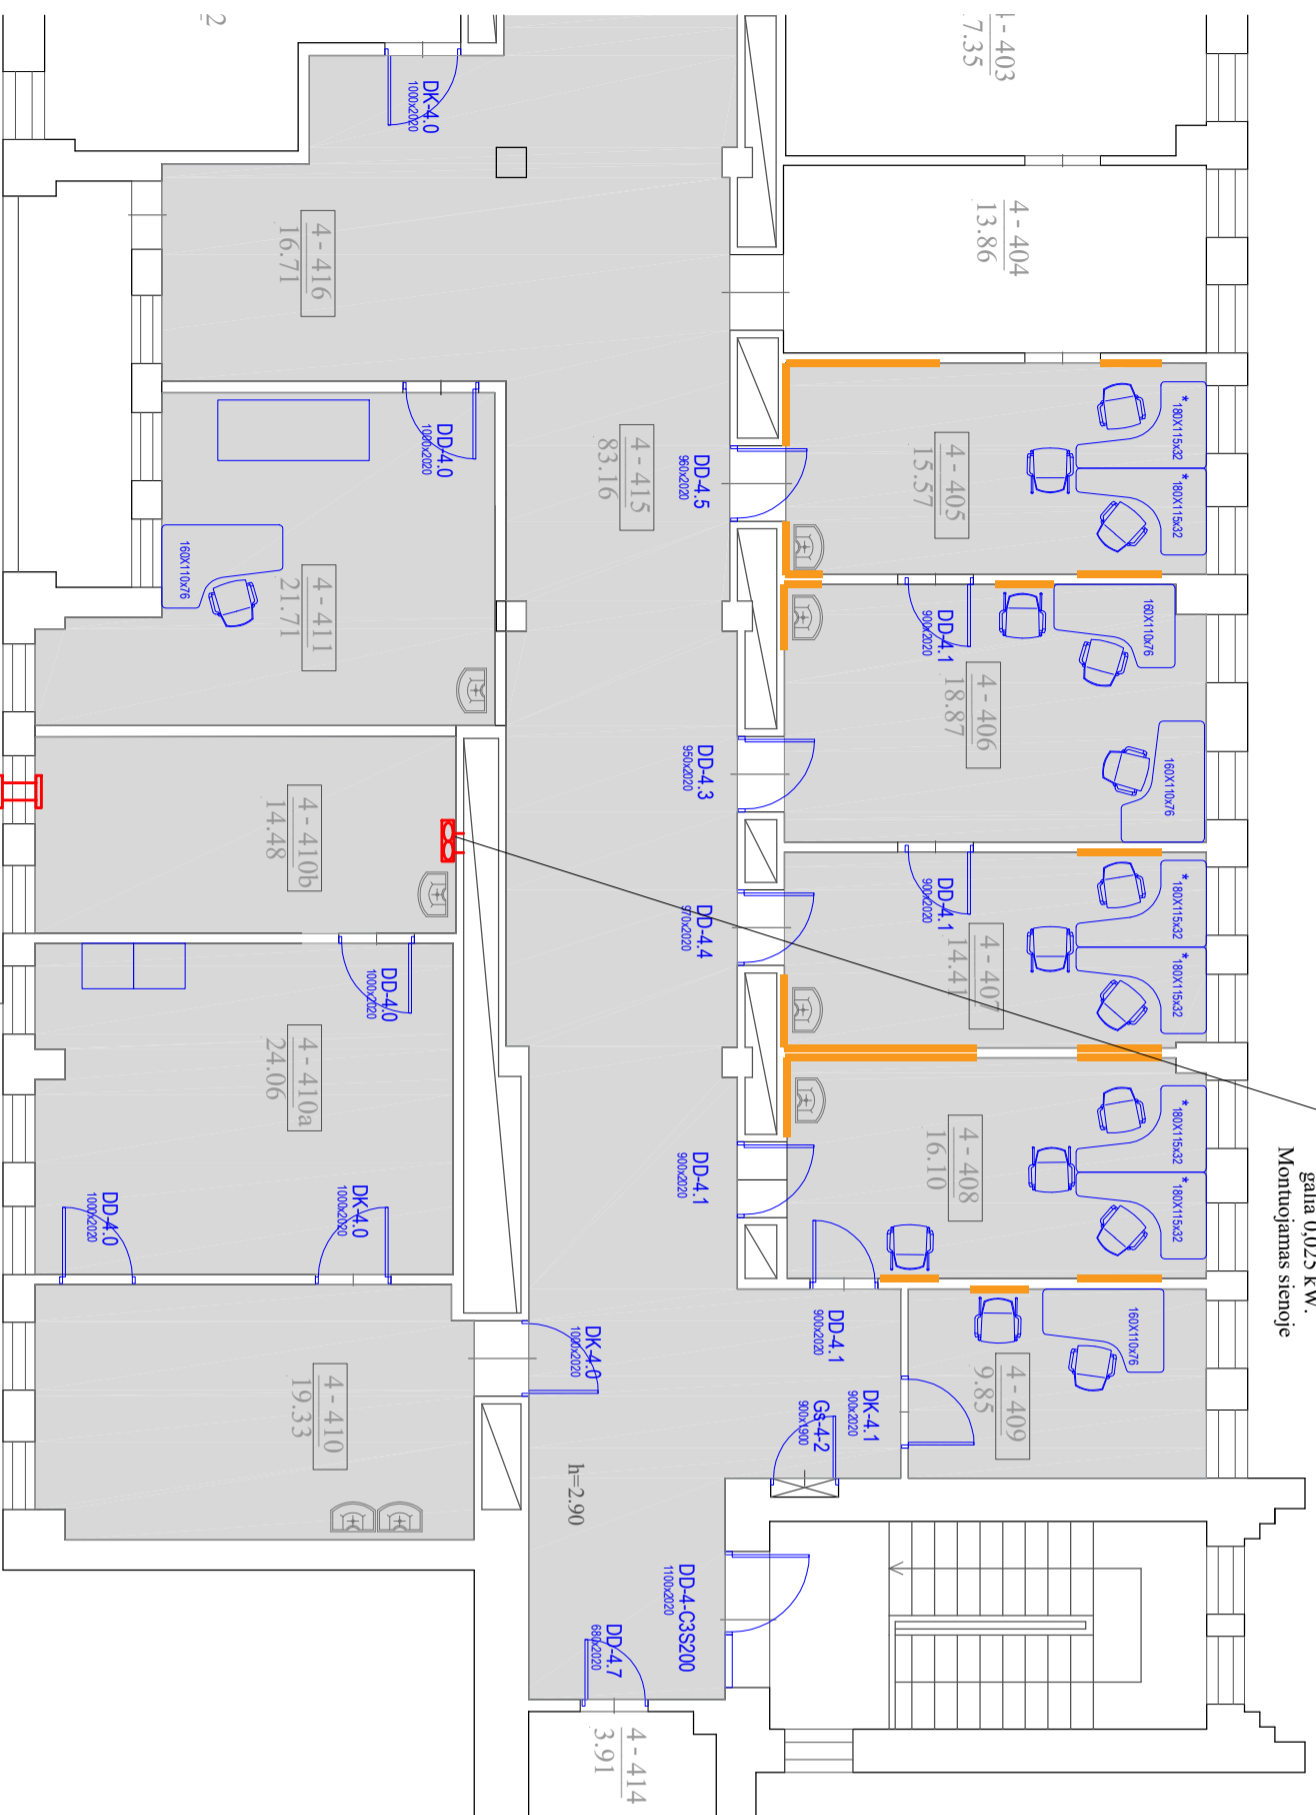 2
4-403
7.35
DK-4.0
1000x2020
4-404
13.86
4-416
16.71
4-415
83.16
DD-4.0
1000x2020
DD-4.5
960x2020
4-405
15.57
*180X115x32
*180X115x32
160X110x76
4-411
21.71
DD-4.1
900x2020
160X110x76
4-406
18.87
160X110x76
DD-4.3
950x2020
4-410b
14.48
DD-4.4
970x2020
DD-4.1
900x2020
4-407
14.41
*180X115x32
*180X115x32
DD-4.0
1000x2020
4-410a
24.06
galia 0,025 kW.
Montuojamas sienoje
4-408
16.10
*180X115x32
*180X115x32
DD-4.1
900x2020
DD-4.0
1000x2020
DK-4.0
1000x2020
DK-4.0
1000x2020
DD-4.1
900x2020
160X110x76
4-409
9.85
4-410
19.33
DK-4.1
900x2020
Gs-4-2
900x1900
h=2.90
DD-4-C3S200
1100x2020
DD-4.7
680x2020
4-414
3.91